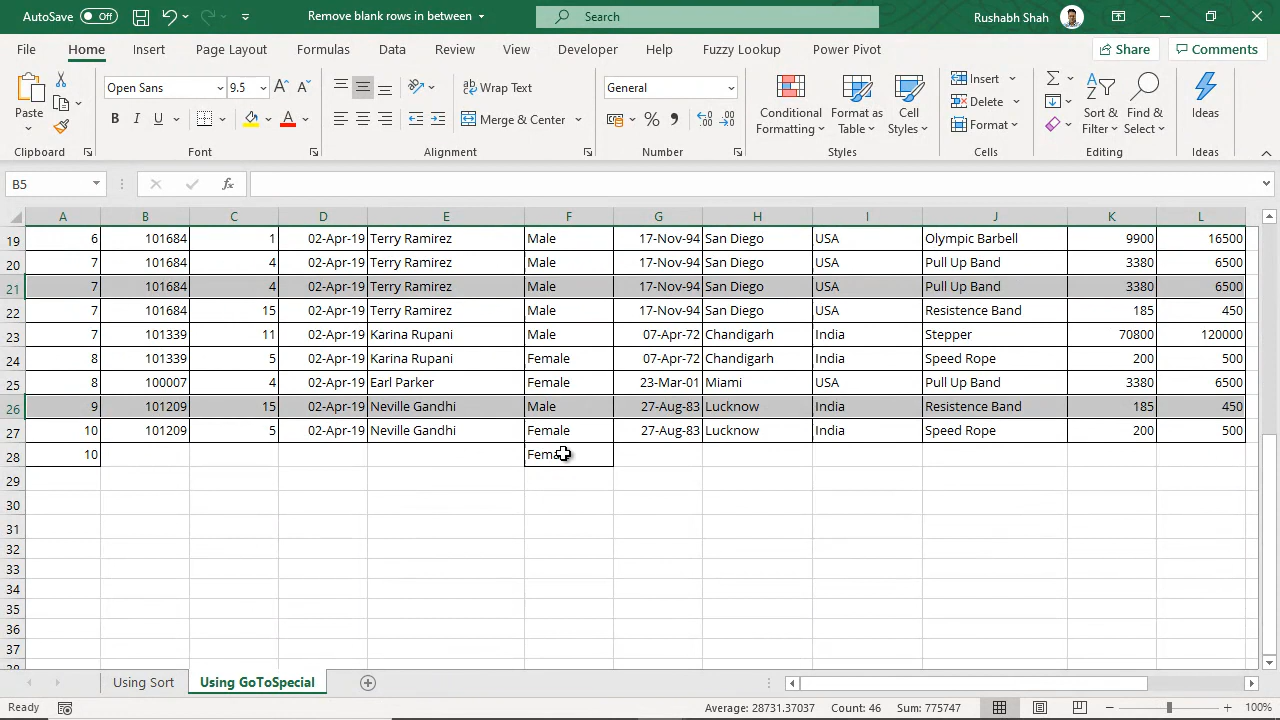 AutoSave Off Remove blank rows in between Search Rushabh Shah
File Home Insert Page Layout Formulas Data Review View Developer Help Fuzzy Lookup Power Pivot Share Comments
Open Sans 9.5 A A Wrap Text General Insert
Paste B I U A Merge & Center % Conditional Formatting Format as Table Cell Styles Delete Format Sort & Filter Find & Select Ideas
Clipboard Font Alignment Number Styles Cells Editing Ideas
B5 fx
A B C D E F G H I J K L
19 6 101684 1 02-Apr-19 Terry Ramirez Male 17-Nov-94 San Diego USA Olympic Barbell 9900 16500
20 7 101684 4 02-Apr-19 Terry Ramirez Male 17-Nov-94 San Diego USA Pull Up Band 3380 6500
21 7 101684 4 02-Apr-19 Terry Ramirez Male 17-Nov-94 San Diego USA Pull Up Band 3380 6500
22 7 101684 15 02-Apr-19 Terry Ramirez Male 17-Nov-94 San Diego USA Resistence Band 185 450
23 7 101339 11 02-Apr-19 Karina Rupani Male 07-Apr-72 Chandigarh India Stepper 70800 120000
24 8 101339 5 02-Apr-19 Karina Rupani Female 07-Apr-72 Chandigarh India Speed Rope 200 500
25 8 100007 4 02-Apr-19 Earl Parker Female 23-Mar-01 Miami USA Pull Up Band 3380 6500
26 9 101209 15 02-Apr-19 Neville Gandhi Male 27-Aug-83 Lucknow India Resistence Band 185 450
27 10 101209 5 02-Apr-19 Neville Gandhi Female 27-Aug-83 Lucknow India Speed Rope 200 500
28 10 Female
29
30
31
32
33
34
35
36
37
38
Using Sort Using GoToSpecial
Ready Average: 28731.37037 Count: 46 Sum: 775747 100%